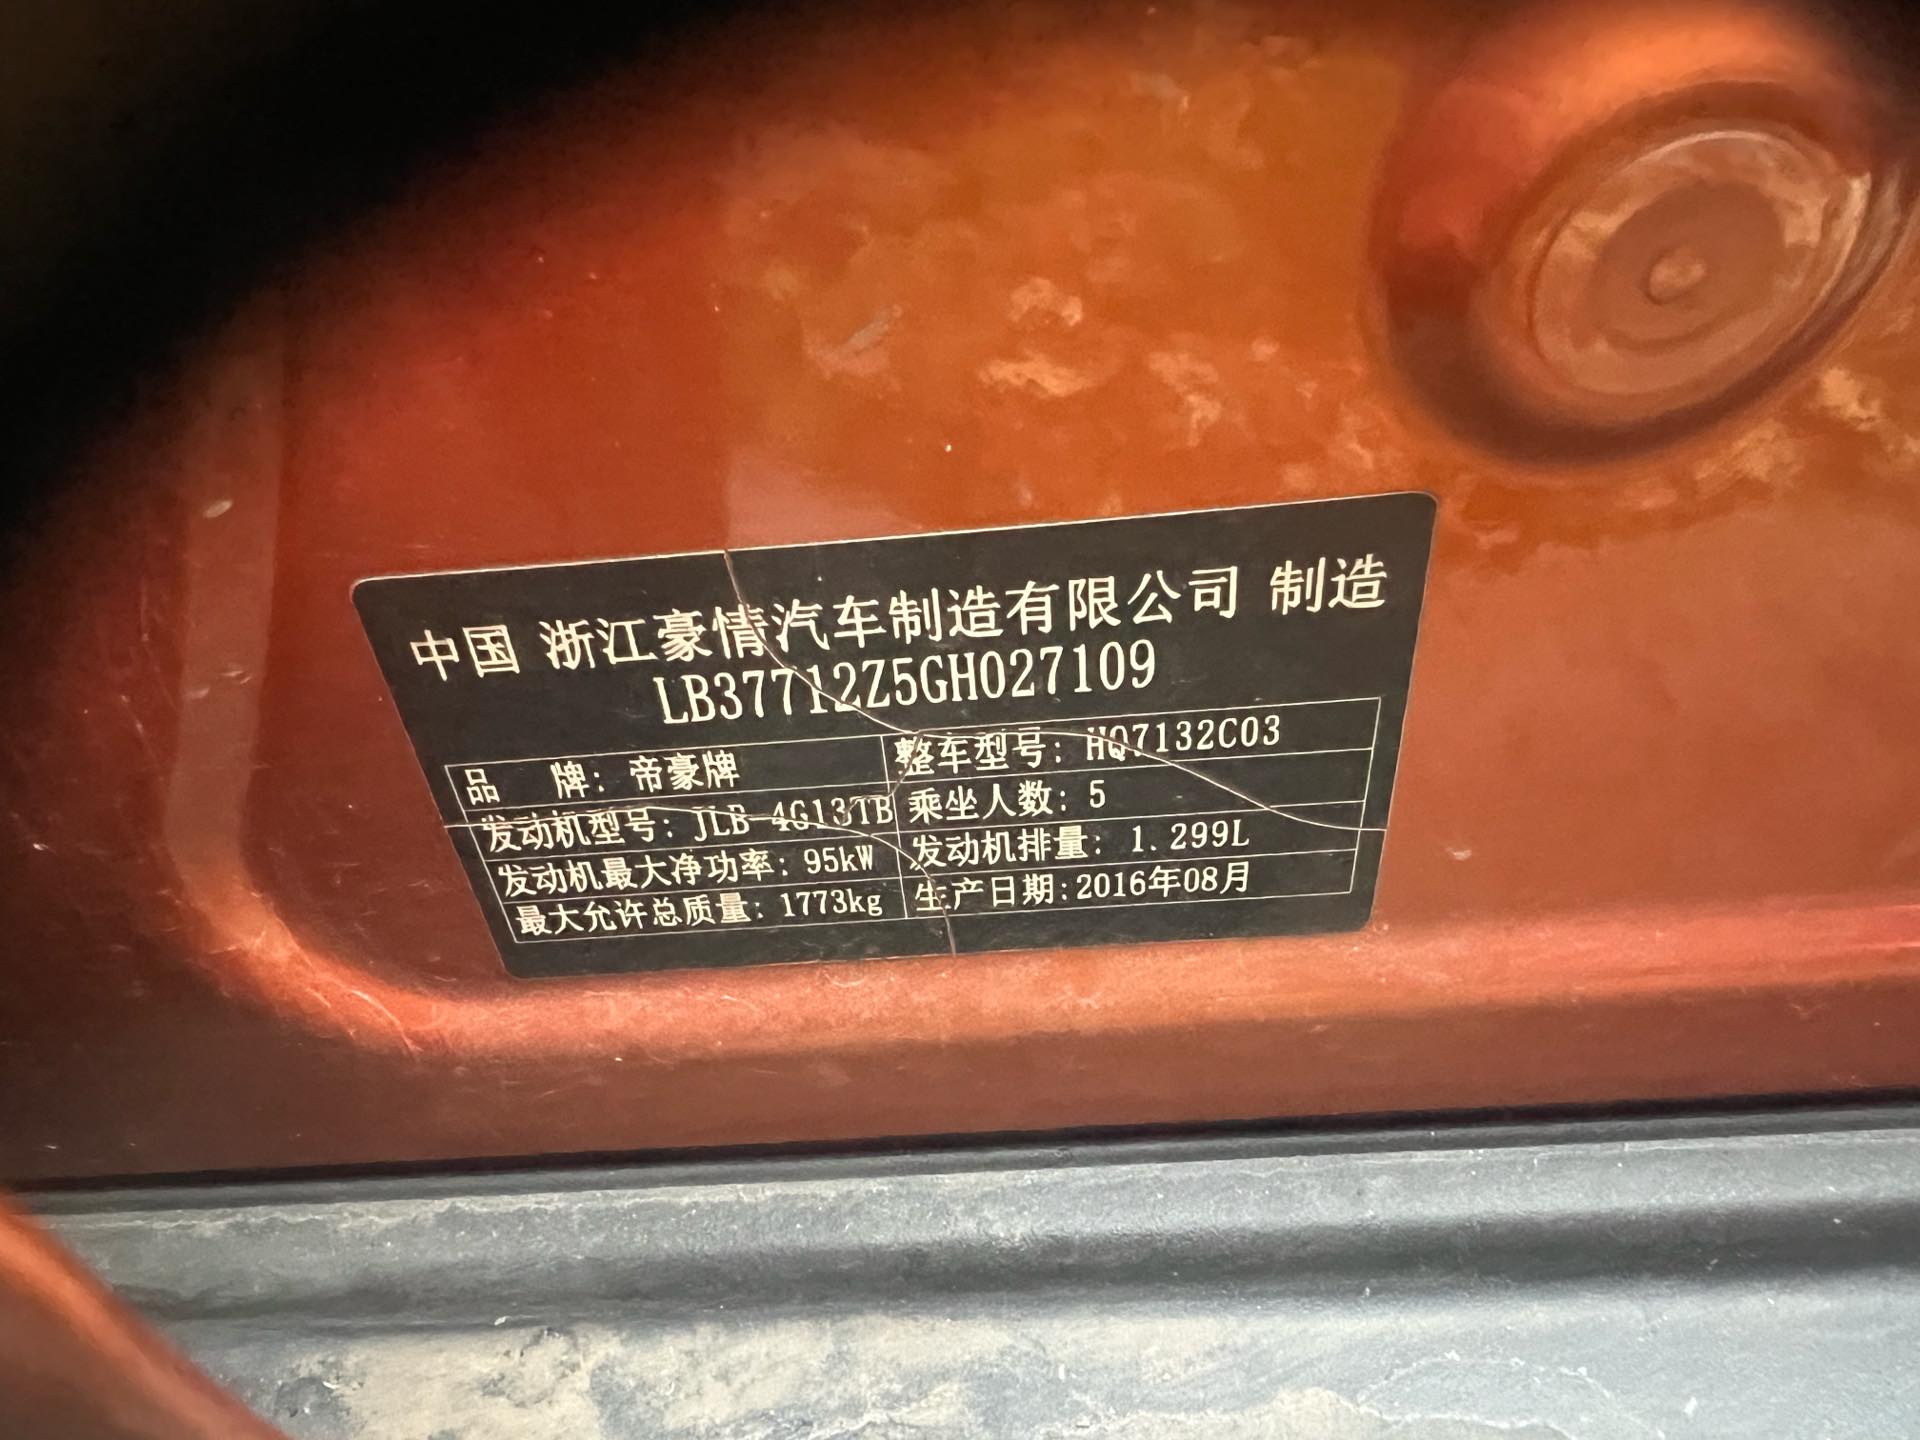 中国 浙江豪情汽车制造有限公司 制造
LB37712Z5GH027109
品 牌: 帝豪牌 整车型号: HQ7132C03
发动机型号: JLB-4G13TB 乘坐人数: 5
发动机最大净功率: 95kW 发动机排量: 1.299L
最大允许总质量: 1773kg 生产日期:2016年08月